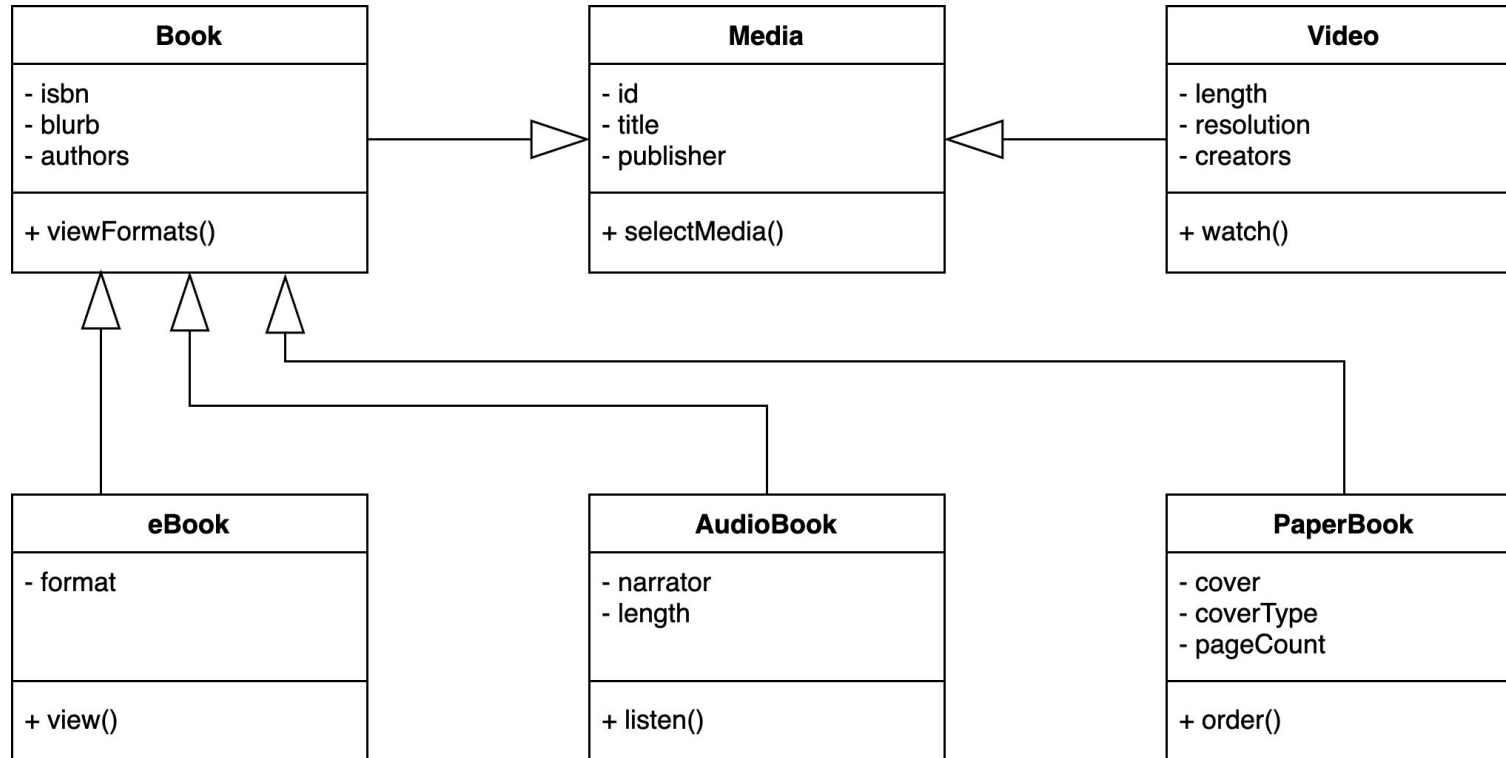 Book
- isbn
- blurb
- authors
+ viewFormats()
Media
- id
- title
- publisher
+ selectMedia()
Video
- length
- resolution
- creators
+ watch()
eBook
- format
+ view()
AudioBook
- narrator
- length
+ listen()
PaperBook
- cover
- coverType
- pageCount
+ order()